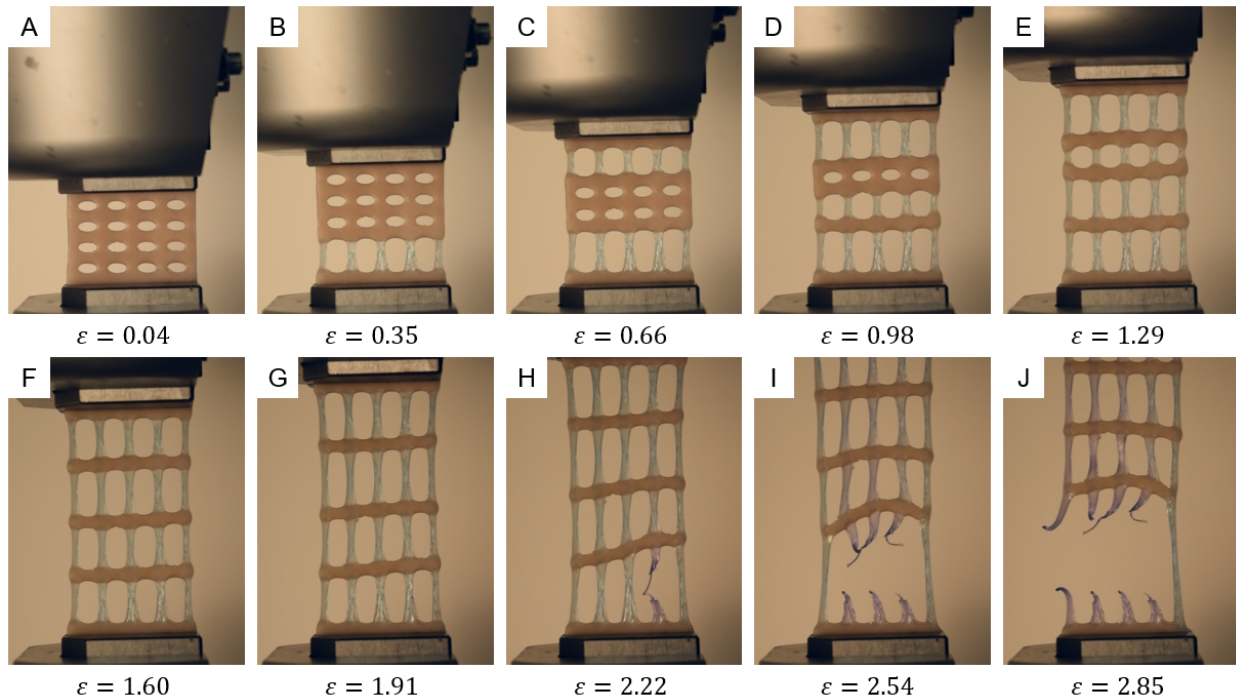 A B C D E
ε = 0.04 ε = 0.35 ε = 0.66 ε = 0.98 ε = 1.29
F G H I J
ε = 1.60 ε = 1.91 ε = 2.22 ε = 2.54 ε = 2.85